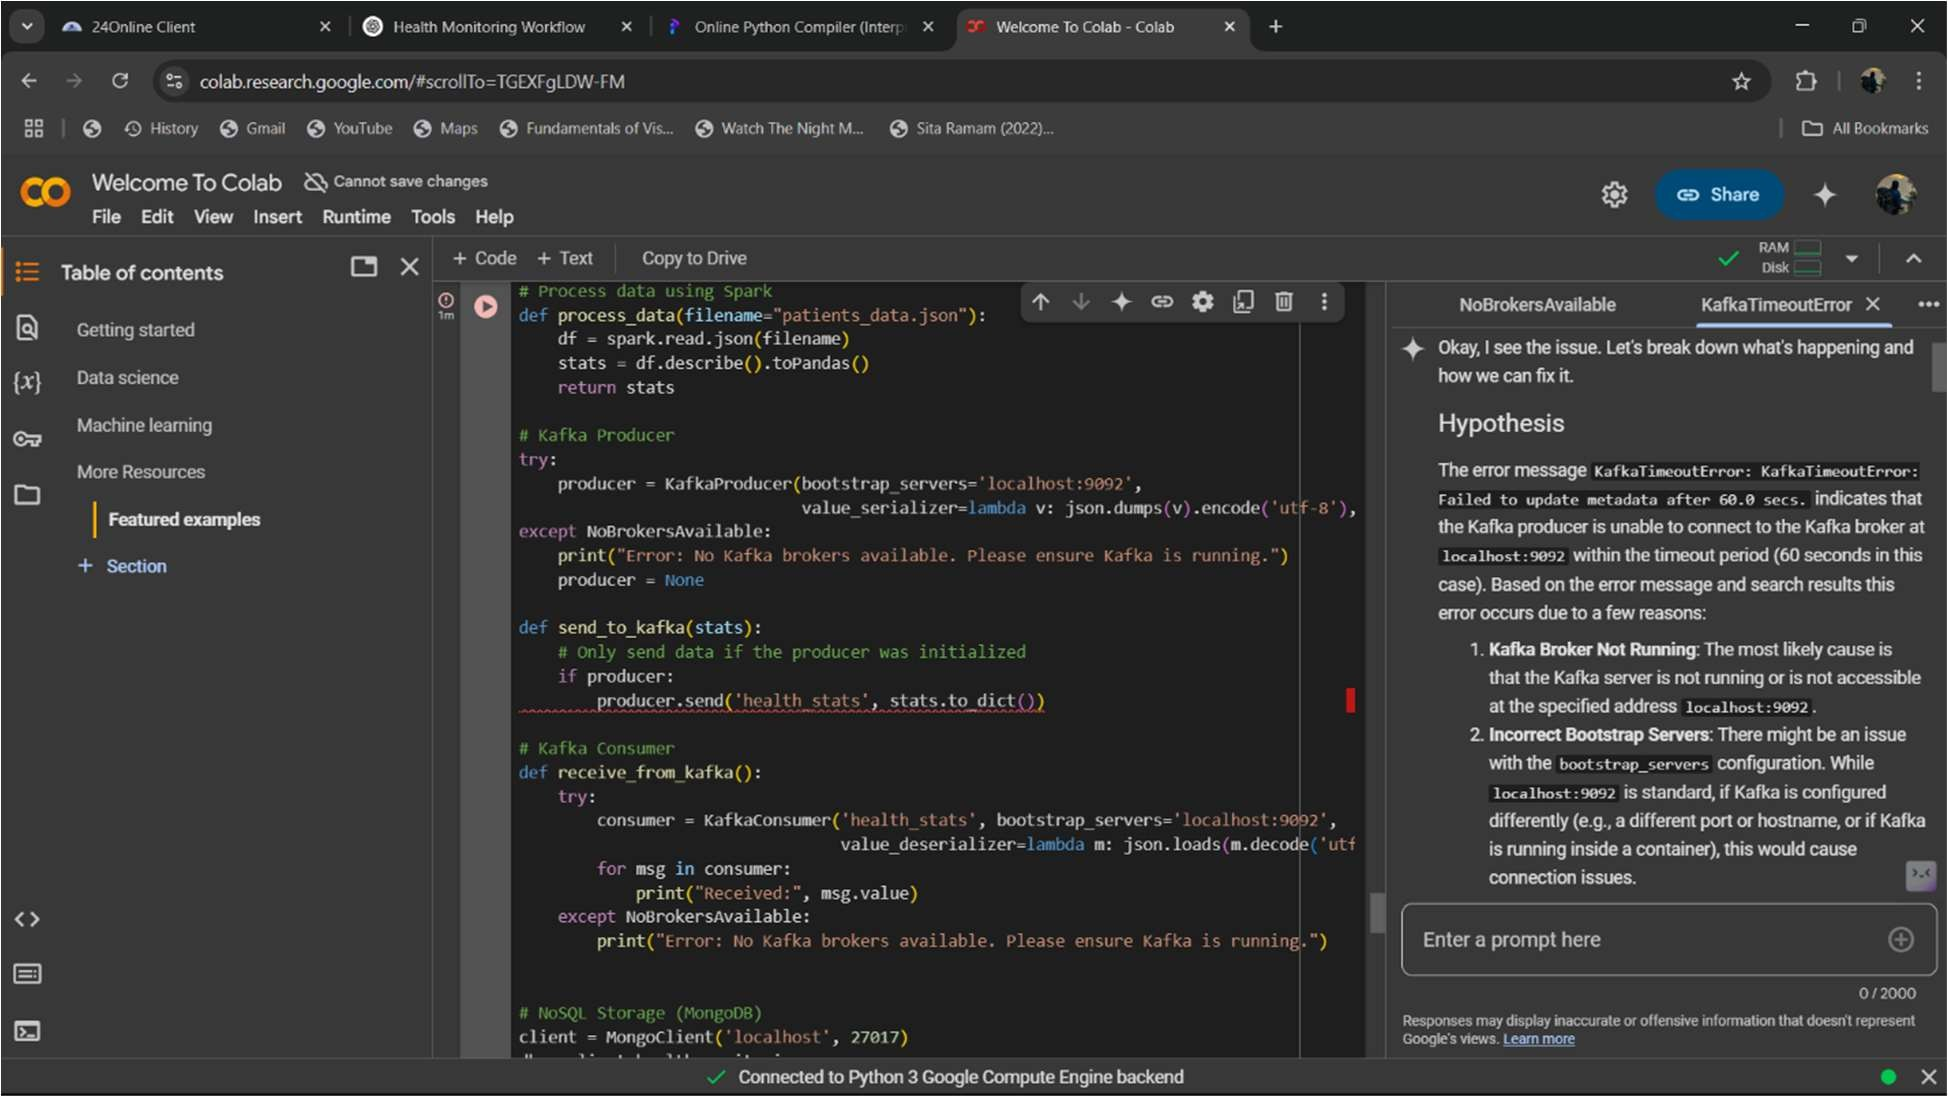 24Online Client
Health Monitoring Workflow
Online Python Compiler (Interp
Welcome To Colab - Colab
colab.research.google.com/#scrollTo=TGEXFgLDW-FM
History
Gmail
YouTube
Maps
Fundamentals of Vis...
Watch The Night M...
Sita Ramam (2022)...
All Bookmarks
Welcome To Colab
Cannot save changes
File Edit View Insert Runtime Tools Help
Share
Table of contents
Getting started
Data science
Machine learning
More Resources
Featured examples
+ Section
+ Code + Text
Copy to Drive
RAM
Disk
1m
# Process data using Spark
def process_data(filename="patients_data.json"):
    df = spark.read.json(filename)
    stats = df.describe().toPandas()
    return stats
# Kafka Producer
try:
    producer = KafkaProducer(bootstrap_servers='localhost:9092',
                             value_serializer=lambda v: json.dumps(v).encode('utf-8'),
except NoBrokersAvailable:
    print("Error: No Kafka brokers available. Please ensure Kafka is running.")
    producer = None
def send_to_kafka(stats):
    # Only send data if the producer was initialized
    if producer:
        producer.send('health_stats', stats.to_dict())
# Kafka Consumer
def receive_from_kafka():
    try:
        consumer = KafkaConsumer('health_stats', bootstrap_servers='localhost:9092',
                                 value_deserializer=lambda m: json.loads(m.decode('utf
        for msg in consumer:
            print("Received:", msg.value)
    except NoBrokersAvailable:
        print("Error: No Kafka brokers available. Please ensure Kafka is running.")
# NoSQL Storage (MongoDB)
client = MongoClient('localhost', 27017)
NoBrokersAvailable
KafkaTimeoutError
Okay, I see the issue. Let's break down what's happening and
how we can fix it.
Hypothesis
The error message KafkaTimeoutError: KafkaTimeoutError:
Failed to update metadata after 60.0 secs. indicates that
the Kafka producer is unable to connect to the Kafka broker at
localhost:9092 within the timeout period (60 seconds in this
case). Based on the error message and search results this
error occurs due to a few reasons:
1. Kafka Broker Not Running: The most likely cause is
that the Kafka server is not running or is not accessible
at the specified address localhost:9092.
2. Incorrect Bootstrap Servers: There might be an issue
with the bootstrap_servers configuration. While
localhost:9092 is standard, if Kafka is configured
differently (e.g., a different port or hostname, or if Kafka
is running inside a container), this would cause
connection issues.
Enter a prompt here
0 / 2000
Responses may display inaccurate or offensive information that doesn't represent
Google's views. Learn more
Connected to Python 3 Google Compute Engine backend